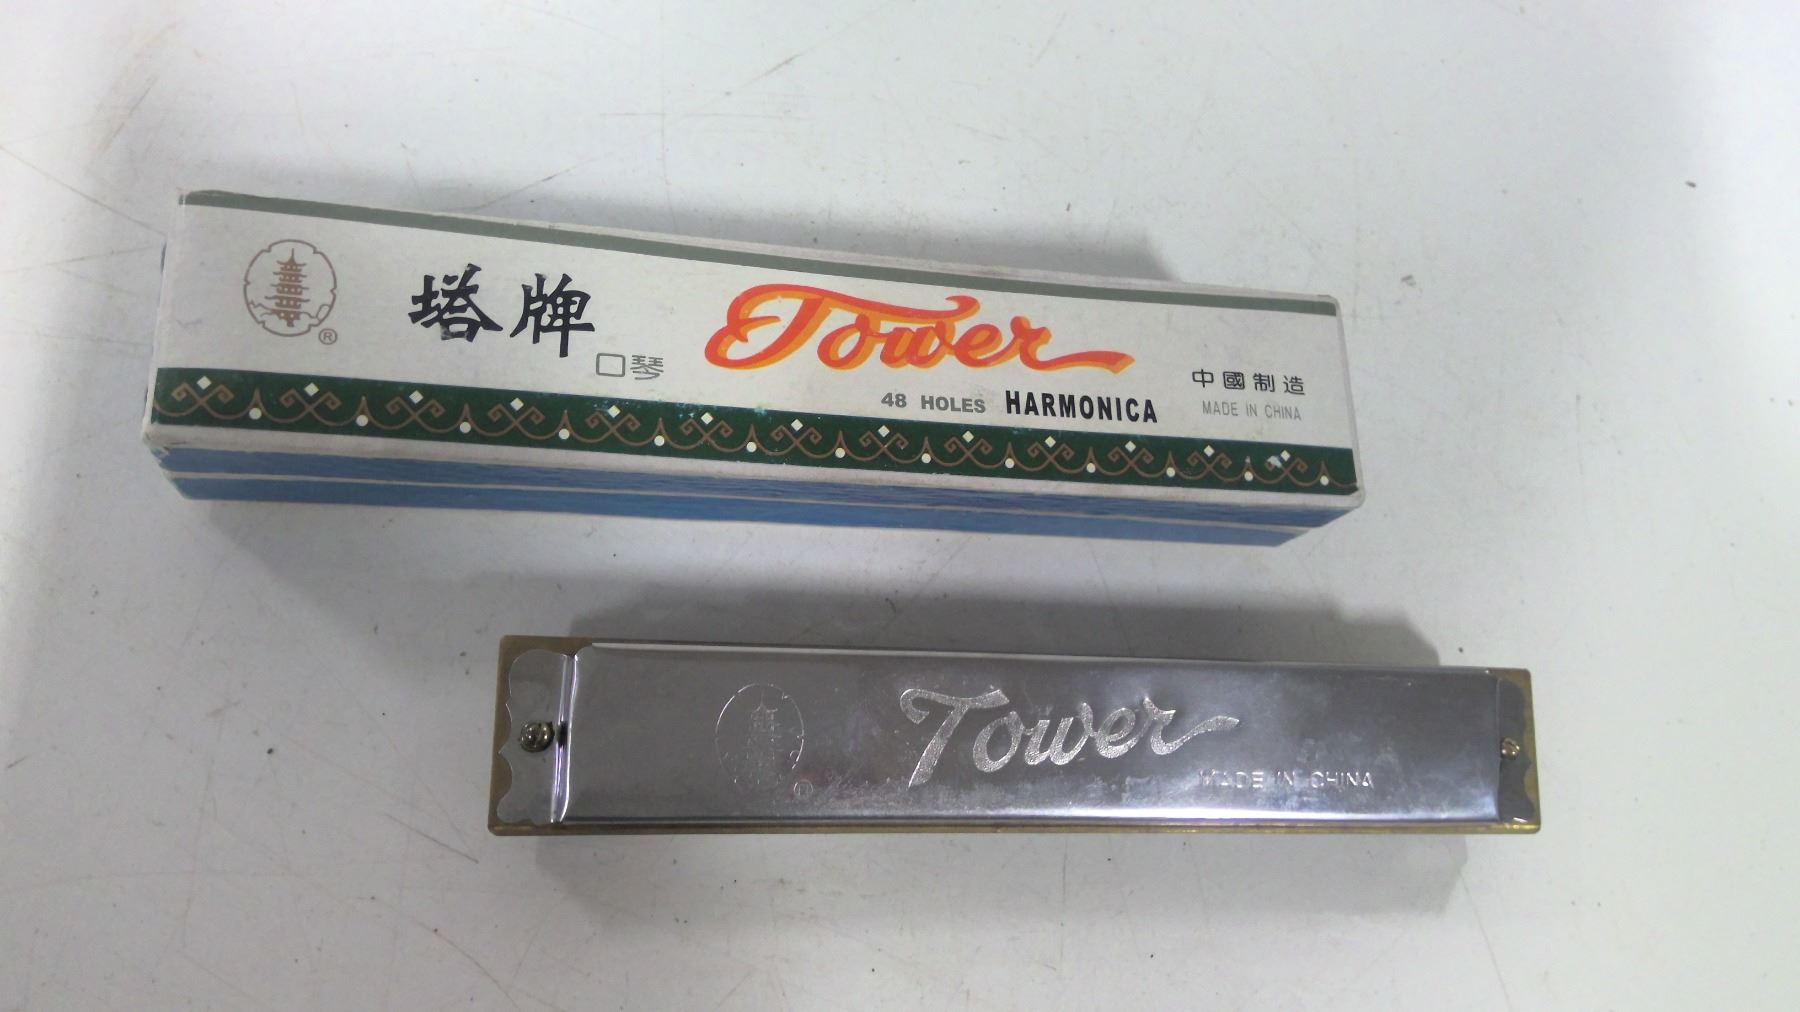 塔牌
口琴
Tower
48 HOLES HARMONICA
中國制造
MADE IN CHINA
®
Tower
MADE IN CHINA
®